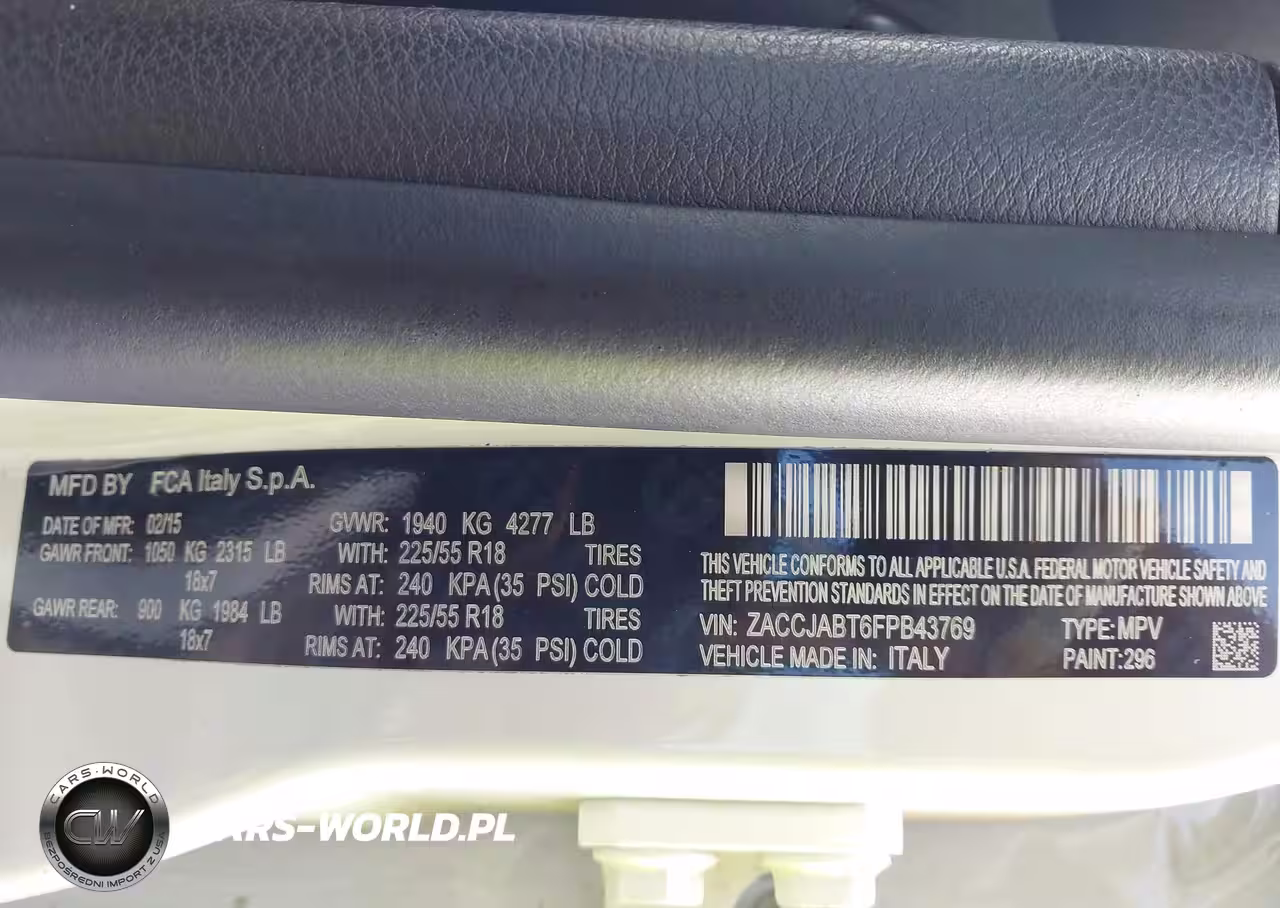 MFD BY FCA Italy S.p.A.
DATE OF MFR: 02/15 GVWR: 1940 KG 4277 LB
GAWR FRONT: 1050 KG 2315 LB WITH: 225/55 R18 TIRES
18x7 RIMS AT: 240 KPA (35 PSI) COLD
GAWR REAR: 900 KG 1984 LB WITH: 225/55 R18 TIRES
18x7 RIMS AT: 240 KPA (35 PSI) COLD
THIS VEHICLE CONFORMS TO ALL APPLICABLE U.S.A. FEDERAL MOTOR VEHICLE SAFETY AND
THEFT PREVENTION STANDARDS IN EFFECT ON THE DATE OF MANUFACTURE SHOWN ABOVE
VIN: ZACCJABT6FPB43769 TYPE: MPV
VEHICLE MADE IN: ITALY PAINT: 296
CARS-WORLD
CW
BEZPOŚREDNI IMPORT Z USA
CARS-WORLD.PL